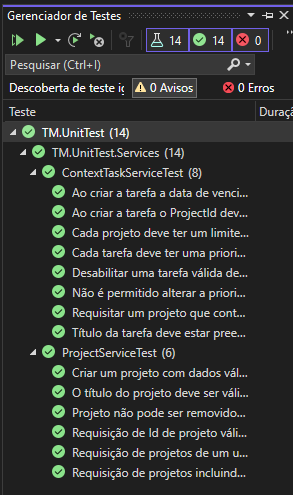 Gerenciador de Testes
14
14
0
Pesquisar (Ctrl+I)
Descoberta de teste
0 Avisos
0 Erros
Teste
Duraçã
TM.UnitTest (14)
TM.UnitTest.Services (14)
ContextTaskServiceTest (8)
Ao criar a tarefa a data de venci...
Ao criar a tarefa o ProjectId dev...
Cada projeto deve ter um limite...
Cada tarefa deve ter uma priori...
Desabilitar uma tarefa válida de...
Não é permitido alterar a priori...
Requisitar um projeto que cont...
Título da tarefa deve estar pree...
ProjectServiceTest (6)
Criar um projeto com dados vál...
O título do projeto deve ser váli...
Projeto não pode ser removido...
Requisição de Id de projeto váli...
Requisição de projetos de um u...
Requisição de projetos incluind...